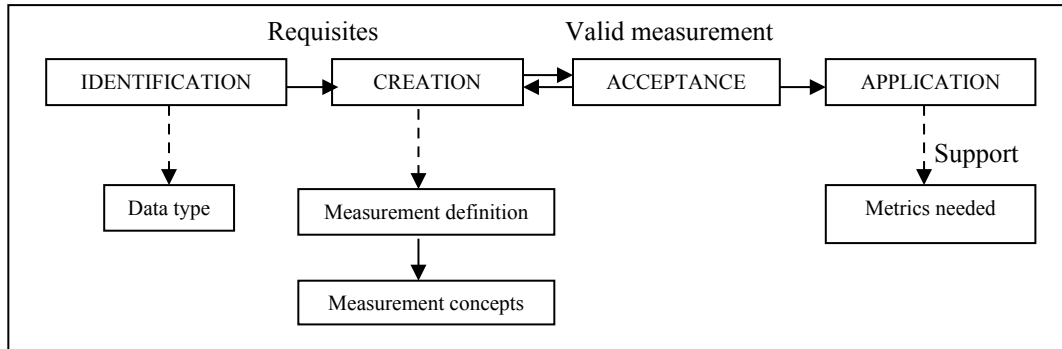 Requisites
Valid measurement
IDENTIFICATION
CREATION
ACCEPTANCE
APPLICATION
Support
Data type
Measurement definition
Metrics needed
Measurement concepts